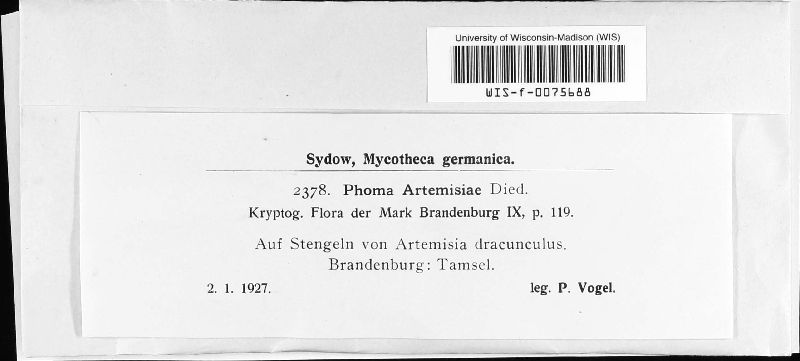 University of Wisconsin-Madison (WIS)
WIS-f-0075688
Sydow, Mycotheca germanica.
2378. Phoma Artemisiae Died.
Kryptog. Flora der Mark Brandenburg IX, p. 119.
Auf Stengeln von Artemisia dracunculus.
Brandenburg: Tamsel.
2. 1. 1927. leg. P. Vogel.